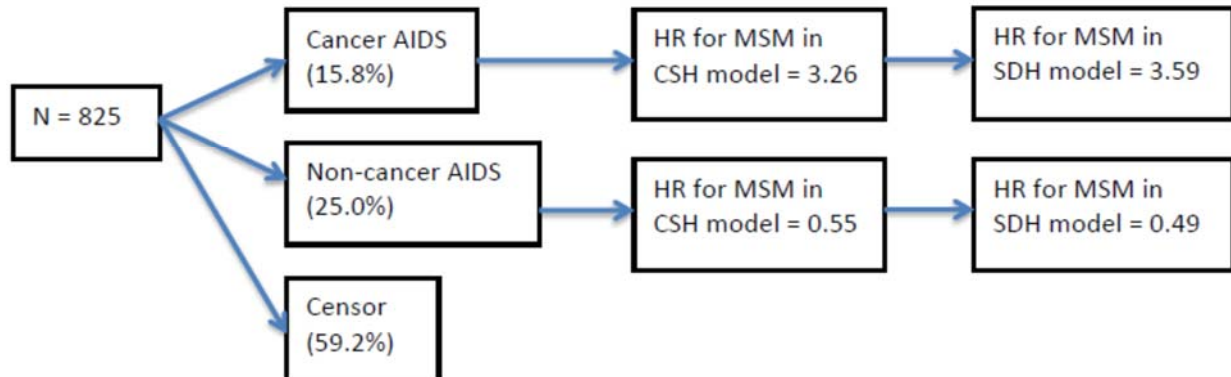 N = 825
Cancer AIDS
(15.8%)
HR for MSM in
CSH model = 3.26
HR for MSM in
SDH model = 3.59
Non-cancer AIDS
(25.0%)
HR for MSM in
CSH model = 0.55
HR for MSM in
SDH model = 0.49
Censor
(59.2%)